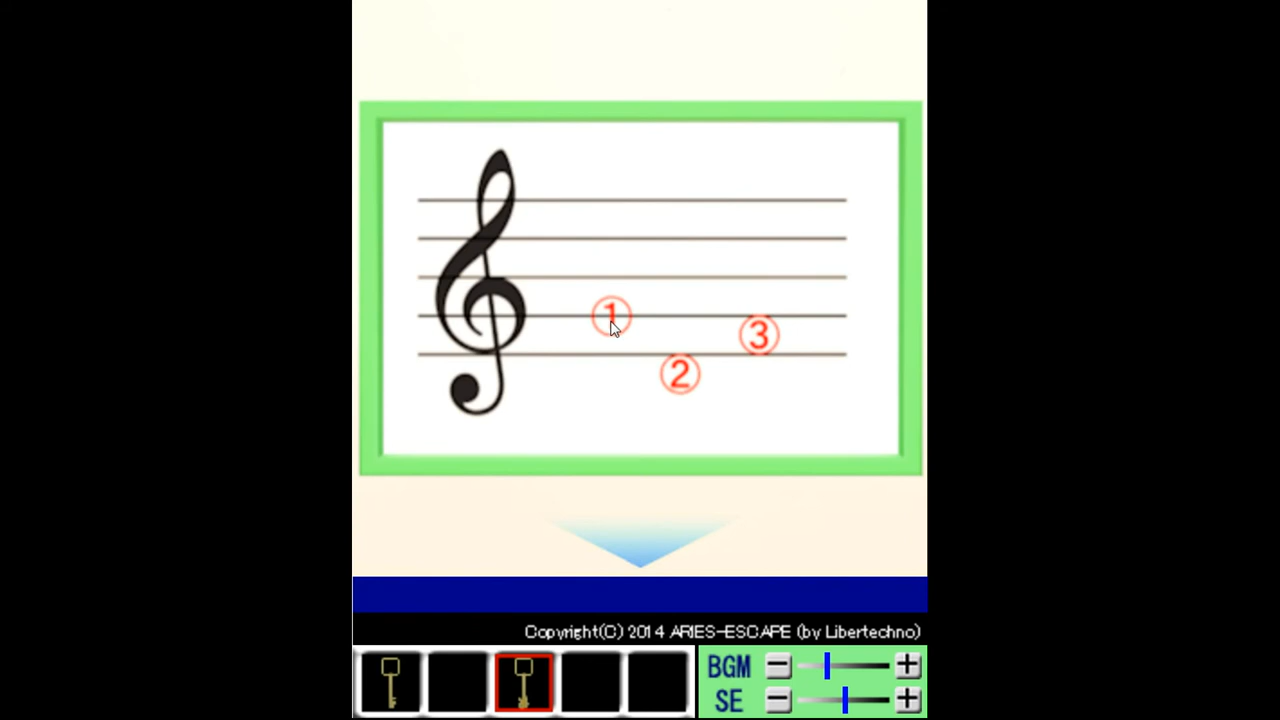 ①
③
②
Copyright(C) 2014 ARIES-ESCAPE (by Libertechno)
BGM
SE